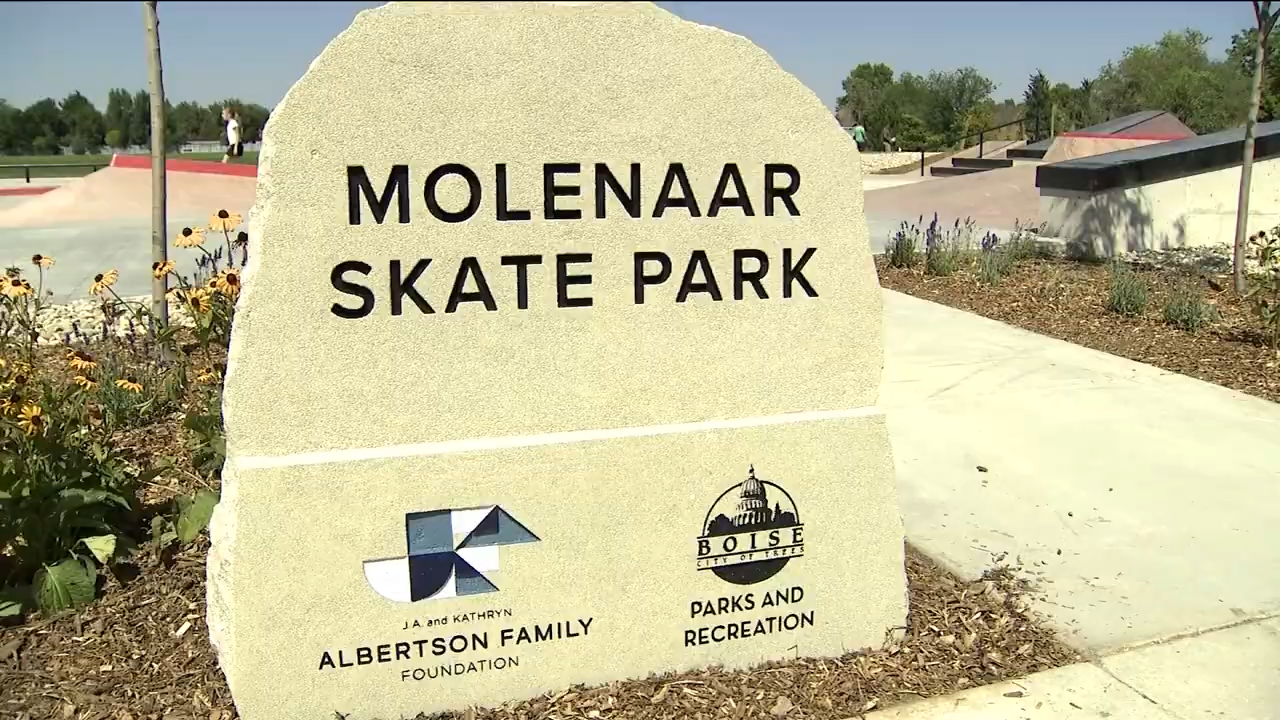 MOLENAAR
SKATE PARK
J.A. and KATHRYN
ALBERTSON FAMILY
FOUNDATION
BOISE
CITY OF TREES
PARKS AND
RECREATION